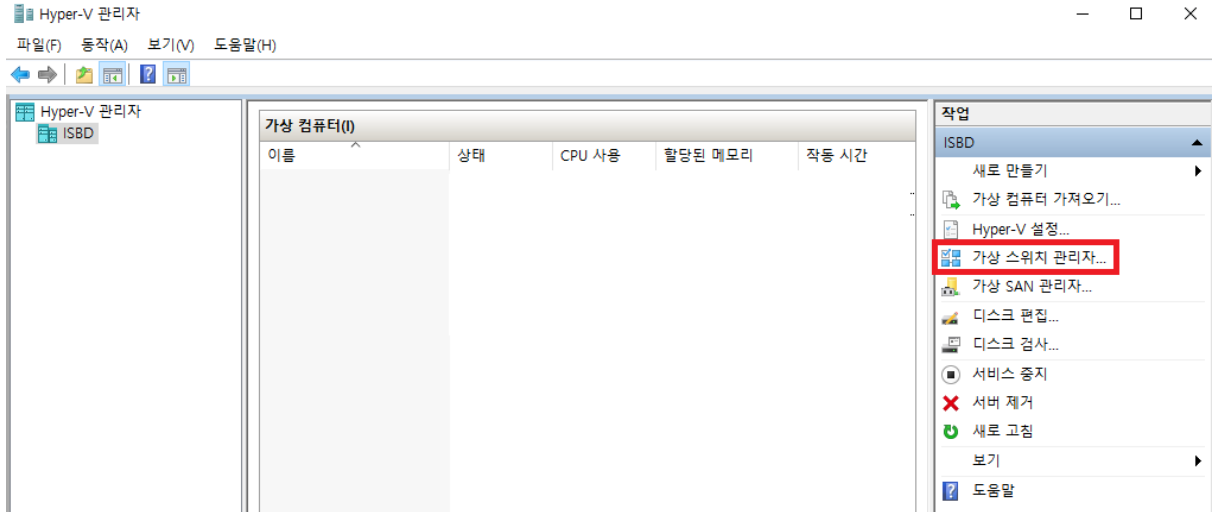 Hyper-V 관리자
파일(F) 동작(A) 보기(V) 도움말(H)
Hyper-V 관리자
ISBD
가상 컴퓨터(I)
이름 상태 CPU 사용 할당된 메모리 작동 시간
작업
ISBD
새로 만들기
가상 컴퓨터 가져오기...
Hyper-V 설정...
가상 스위치 관리자...
가상 SAN 관리자...
디스크 편집...
디스크 검사...
서비스 중지
서버 제거
새로 고침
보기
도움말